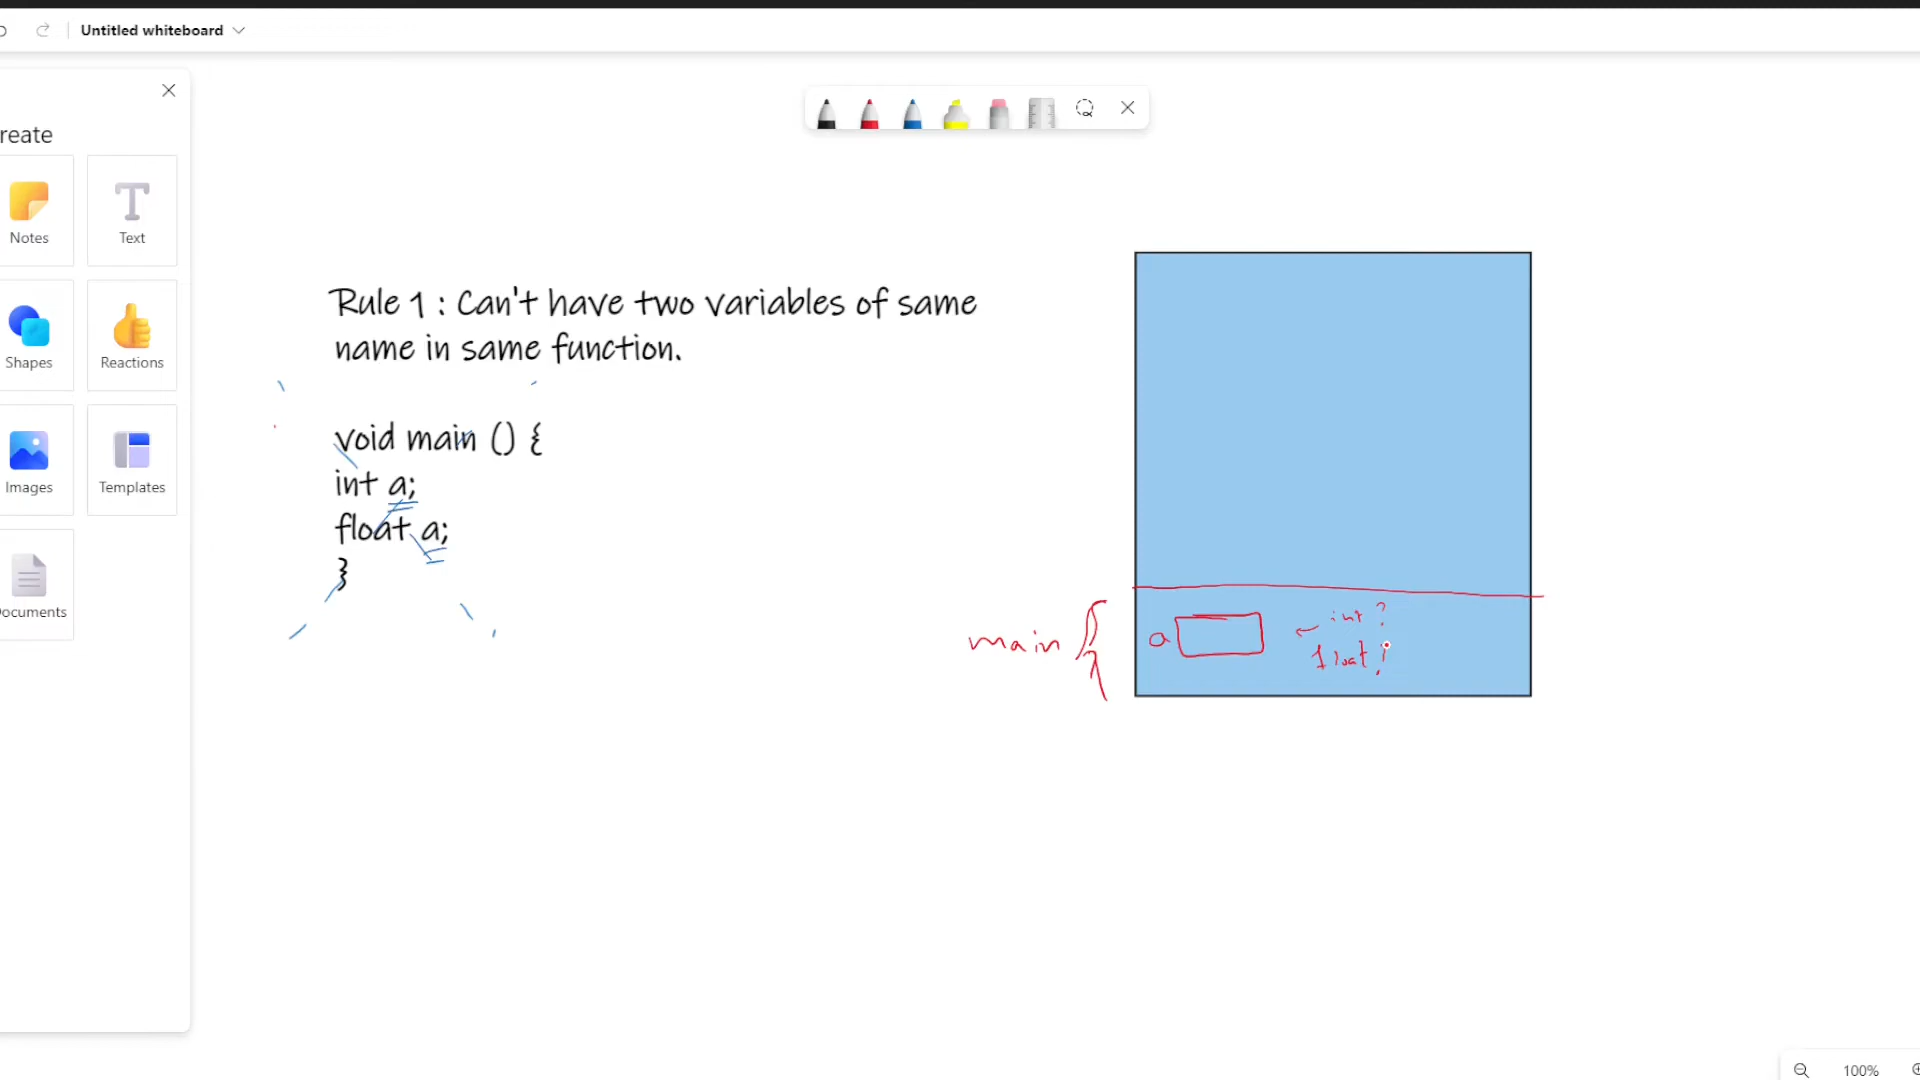 Untitled whiteboard
reate
Notes
Text
Shapes
Reactions
Images
Templates
ocuments
Rule 1 : Can't have two variables of same
name in same function.
void main () {
int a;
float a;
}
main {
a
int ?
float ?
100%